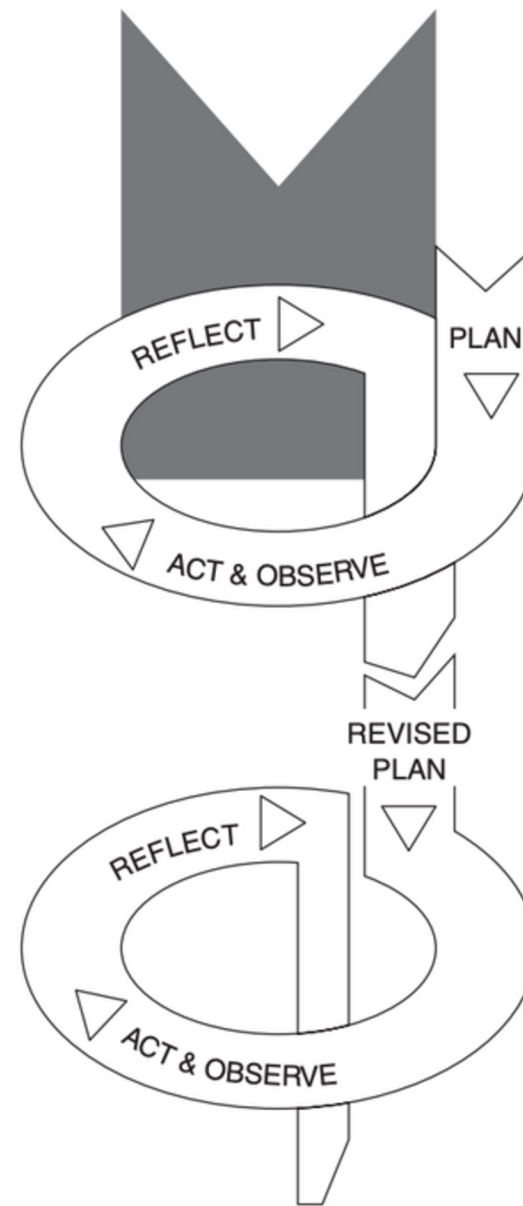 REFLECT
PLAN
ACT & OBSERVE
REVISED
PLAN
REFLECT
ACT & OBSERVE